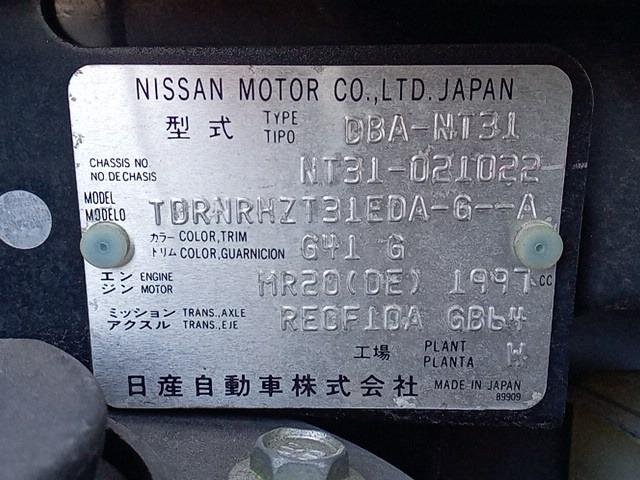 NISSAN MOTOR CO.,LTD. JAPAN
型式 TYPE TIPO DBA-NT31
CHASSIS NO. NO. DE CHASIS NT31-021022
MODEL MODELO TDRNRHZT31EDA-G--A
カラー COLOR, TRIM トリム COLOR, GUARNICION G41 G
エンジン ENGINE MOTOR MR20(DE) 1997 CC
ミッション TRANS., AXLE アクスル TRANS., EJE RE0F10A GB64
工場 PLANT PLANTA W
日産自動車株式会社 MADE IN JAPAN
89909